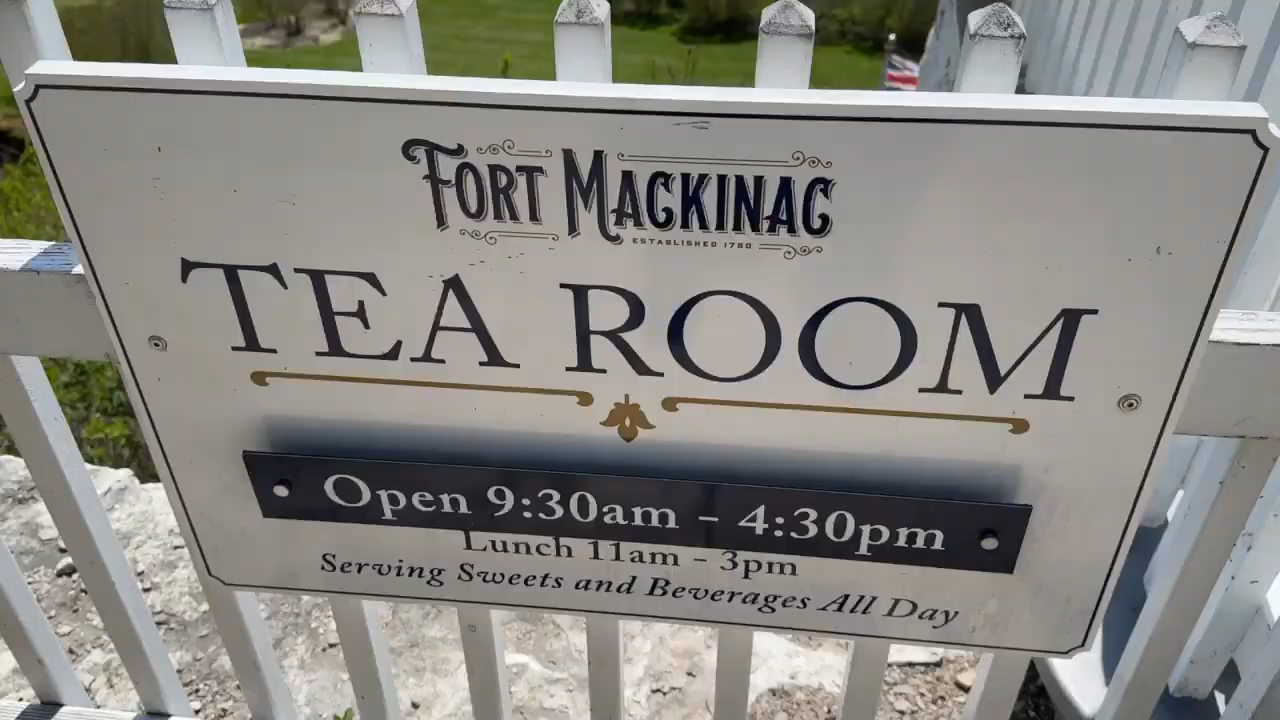 FORT MACKINAC
ESTABLISHED 1780
TEA ROOM
Open 9:30am - 4:30pm
Lunch 11am - 3pm
Serving Sweets and Beverages All Day